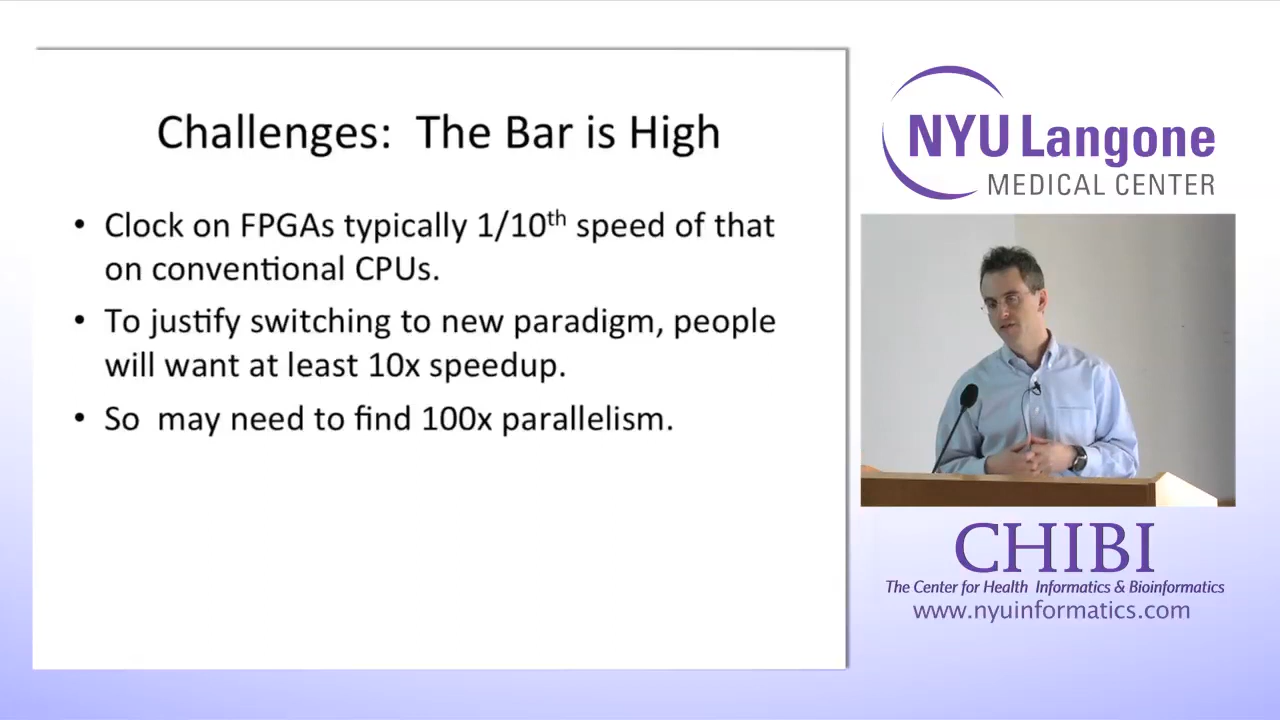 Challenges: The Bar is High
• Clock on FPGAs typically 1/10th speed of that
on conventional CPUs.
• To justify switching to new paradigm, people
will want at least 10x speedup.
• So may need to find 100x parallelism.
NYU Langone
MEDICAL CENTER
CHIBI
The Center for Health Informatics & Bioinformatics
www.nyuinformatics.com